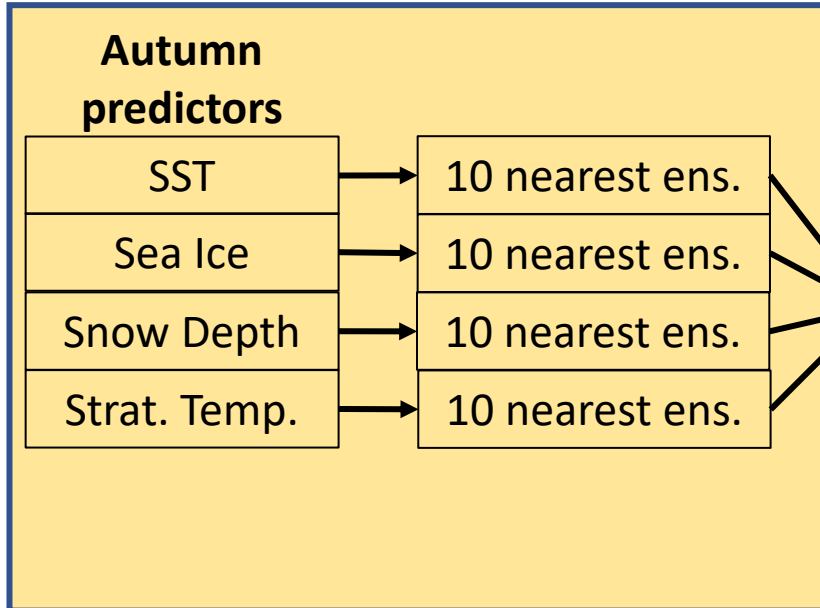 Autumn
predictors
SST
10 nearest ens.
Sea Ice
10 nearest ens.
Snow Depth
10 nearest ens.
Strat. Temp.
10 nearest ens.